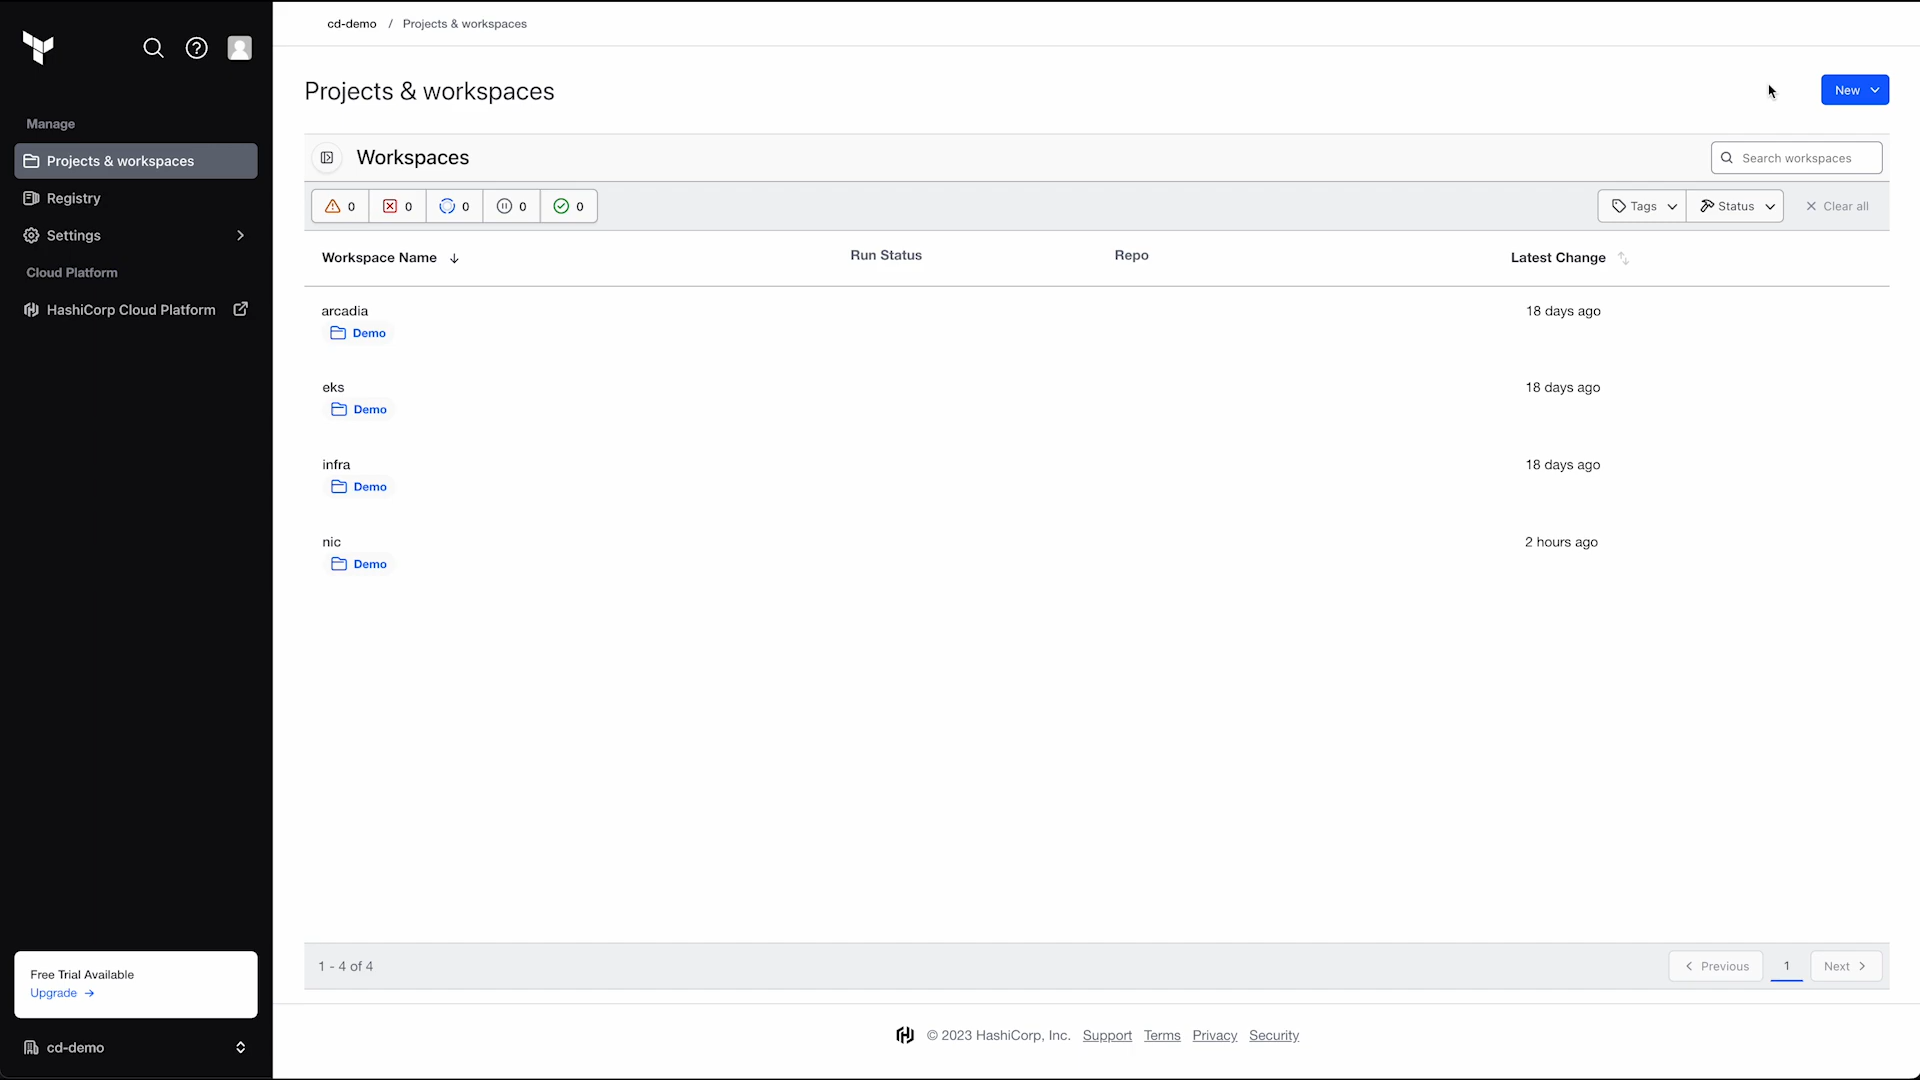 cd-demo / Projects & workspaces
Manage
Projects & workspaces
Registry
Settings
Cloud Platform
HashiCorp Cloud Platform
Free Trial Available
Upgrade
cd-demo
Projects & workspaces
New
Workspaces
Search workspaces
0 0 0 0 0
Tags Status Clear all
Workspace Name Run Status Repo Latest Change
arcadia 18 days ago
Demo
eks 18 days ago
Demo
infra 18 days ago
Demo
nic 2 hours ago
Demo
1 - 4 of 4
Previous 1 Next
© 2023 HashiCorp, Inc. Support Terms Privacy Security